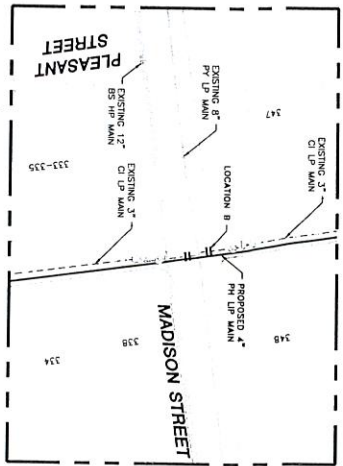 PLEASANT
STREET
EXISTING 12"
BS HP MAIN
EXISTING 8"
PY LP MAIN
347
333-335
EXISTING 3"
CI LP MAIN
LOCATION B
EXISTING 3"
CI LP MAIN
PROPOSED 4"
PH LIP MAIN
348
338
334
MADISON STREET